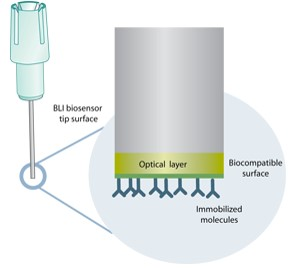 BLI biosensor
tip surface
Optical layer
Biocompatible
surface
Immobilized
molecules